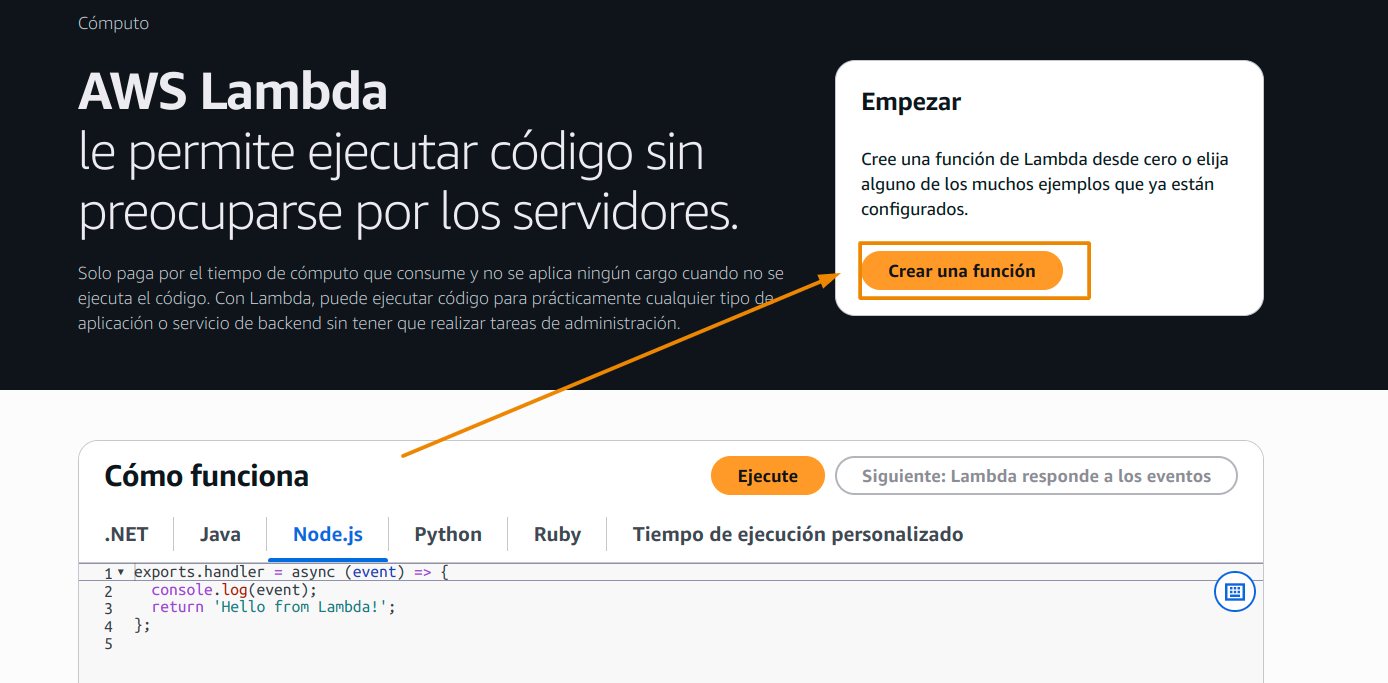 Cómputo
AWS Lambda
le permite ejecutar código sin
preocuparse por los servidores.
Solo paga por el tiempo de cómputo que consume y no se aplica ningún cargo cuando no se
ejecuta el código. Con Lambda, puede ejecutar código para prácticamente cualquier tipo de
aplicación o servicio de backend sin tener que realizar tareas de administración.
Empezar
Cree una función de Lambda desde cero o elija
alguno de los muchos ejemplos que ya están
configurados.
Crear una función
Cómo funciona
Ejecute
Siguiente: Lambda responde a los eventos
.NET
Java
Node.js
Python
Ruby
Tiempo de ejecución personalizado
1 exports.handler = async (event) => {
2 console.log(event);
3 return 'Hello from Lambda!';
4 };
5